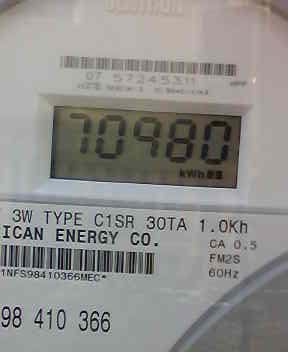 07 57245311
70980
kWh
3W TYPE C1SR 30TA 1.0Kh
ICAN ENERGY CO.
CA 0.5
FM2S
1NFS98410366MEC*
60Hz
98 410 366